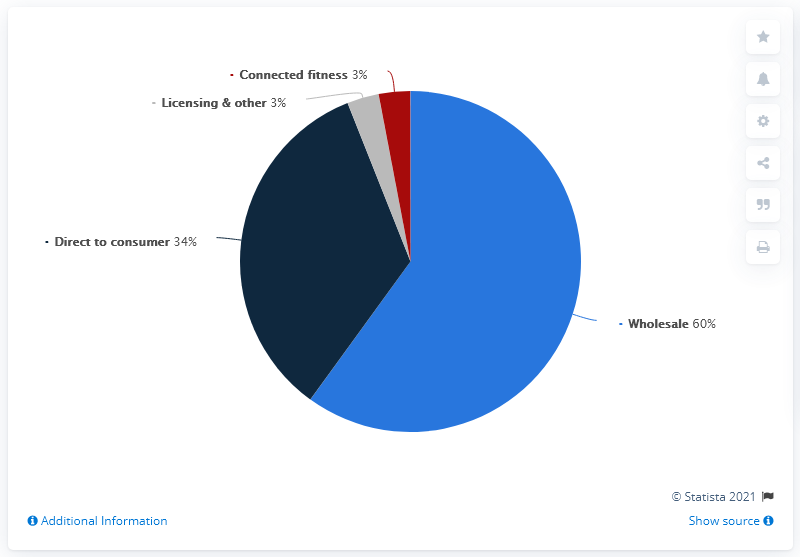 Connected fitness 3%
Licensing & other 3%
Direct to consumer 34%
Wholesale 60%
© Statista 2021
Additional Information
Show source